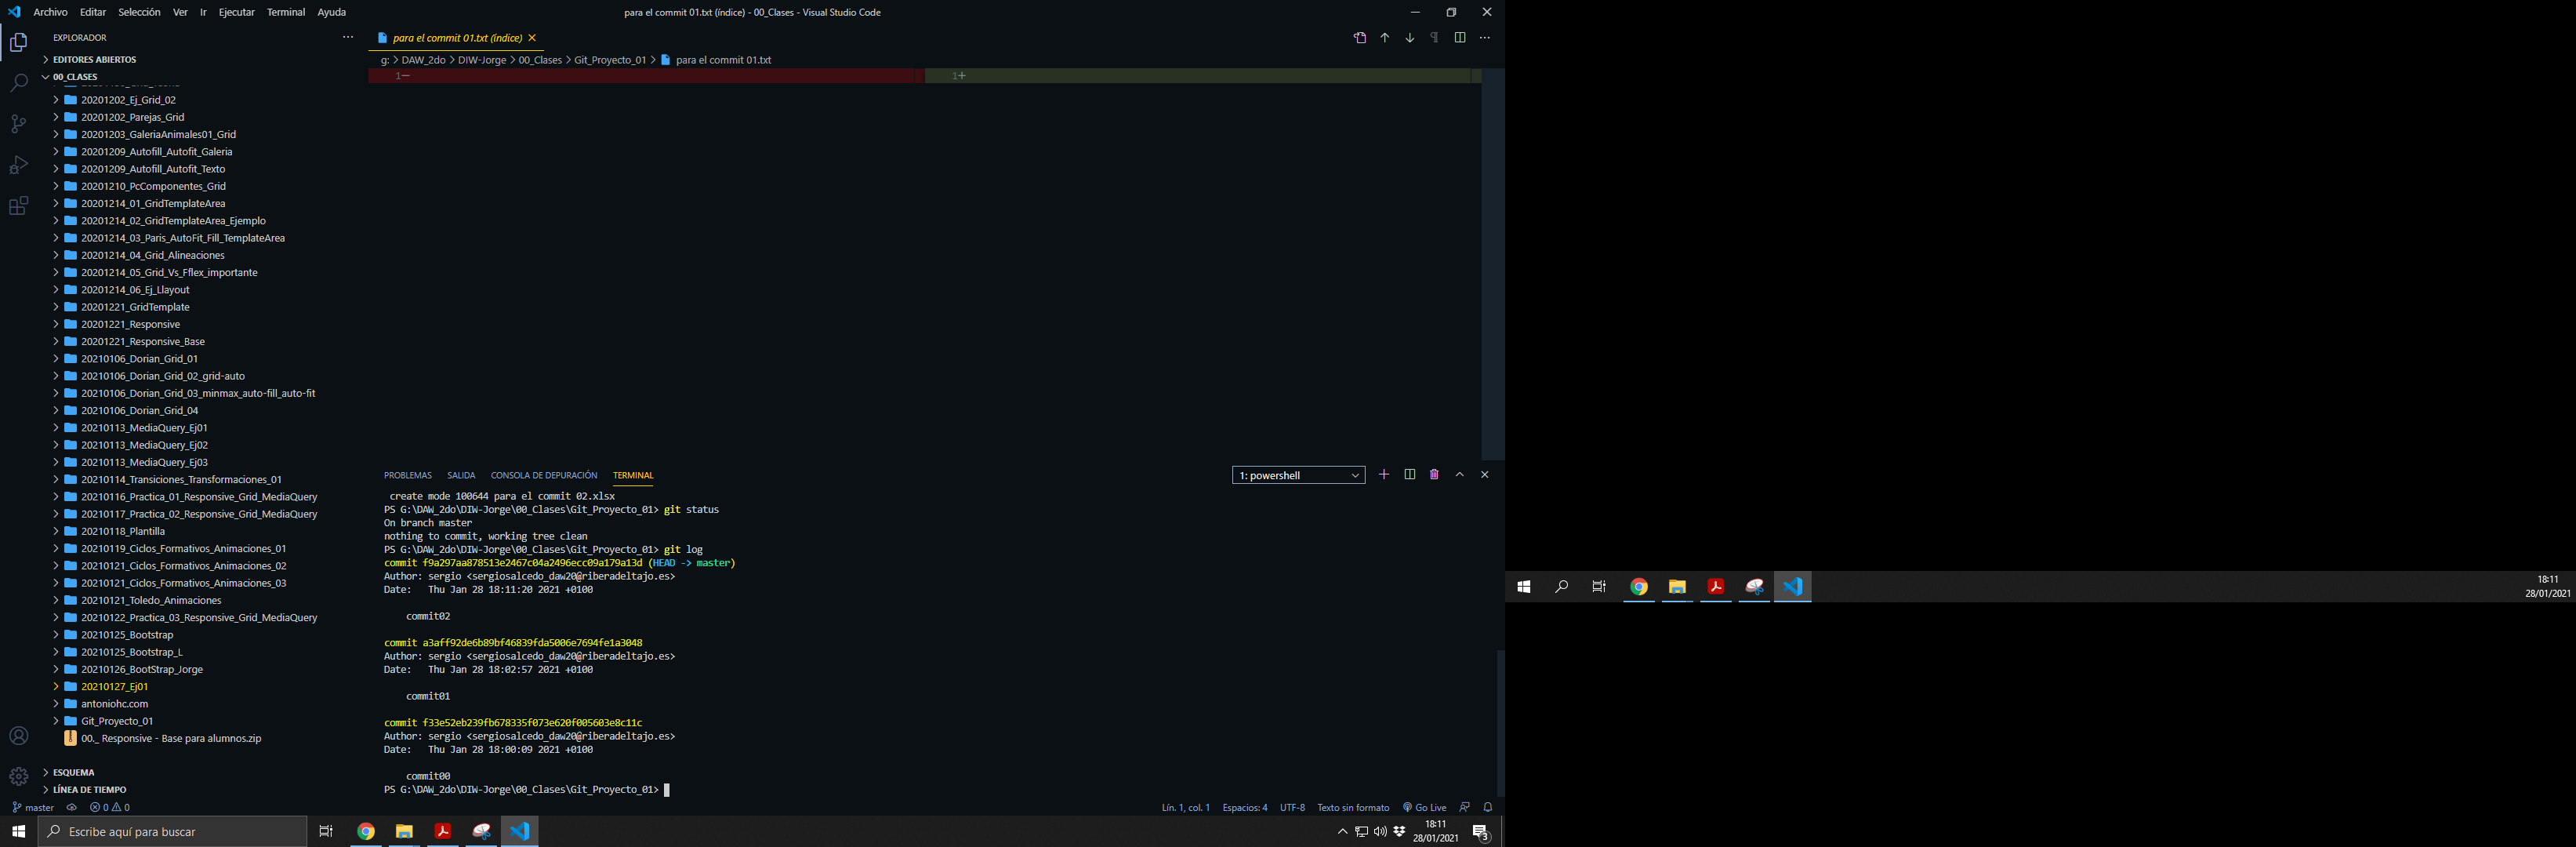 Archivo Editar Selección Ver Ir Ejecutar Terminal Ayuda
para el commit 01.txt (índice) - 00_Clases - Visual Studio Code
EXPLORADOR
EDITORES ABIERTOS
00_CLASES
20201202_Ej_Grid_02
20201202_Parejas_Grid
20201203_GaleriaAnimales01_Grid
20201209_Autofill_Autofit_Galeria
20201209_Autofill_Autofit_Texto
20201210_PcComponentes_Grid
20201214_01_GridTemplateArea
20201214_02_GridTemplateArea_Ejemplo
20201214_03_Paris_AutoFit_Fill_TemplateArea
20201214_04_Grid_Alineaciones
20201214_05_Grid_Vs_Fflex_importante
20201214_06_Ej_Llayout
20201221_GridTemplate
20201221_Responsive
20201221_Responsive_Base
20210106_Dorian_Grid_01
20210106_Dorian_Grid_02_grid-auto
20210106_Dorian_Grid_03_minmax_auto-fill_auto-fit
20210106_Dorian_Grid_04
20210113_MediaQuery_Ej01
20210113_MediaQuery_Ej02
20210113_MediaQuery_Ej03
20210114_Transiciones_Transformaciones_01
20210116_Practica_01_Responsive_Grid_MediaQuery
20210117_Practica_02_Responsive_Grid_MediaQuery
20210118_Plantilla
20210119_Ciclos_Formativos_Animaciones_01
20210121_Ciclos_Formativos_Animaciones_02
20210121_Ciclos_Formativos_Animaciones_03
20210121_Toledo_Animaciones
20210122_Practica_03_Responsive_Grid_MediaQuery
20210125_Bootstrap
20210125_Bootstrap_L
20210126_BootStrap_Jorge
20210127_Ej01
antoniohc.com
Git_Proyecto_01
00._ Responsive - Base para alumnos.zip
ESQUEMA
LÍNEA DE TIEMPO
para el commit 01.txt (índice)
g: > DAW_2do > DIW-Jorge > 00_Clases > Git_Proyecto_01 > para el commit 01.txt
1− 1+
PROBLEMAS SALIDA CONSOLA DE DEPURACIÓN TERMINAL
1: powershell
create mode 100644 para el commit 02.xlsx
PS G:\DAW_2do\DIW-Jorge\00_Clases\Git_Proyecto_01> git status
On branch master
nothing to commit, working tree clean
PS G:\DAW_2do\DIW-Jorge\00_Clases\Git_Proyecto_01> git log
commit f9a297aa878513e2467c04a2496ecc09a179a13d (HEAD -> master)
Author: sergio <sergiosalcedo_daw20@riberadeltajo.es>
Date: Thu Jan 28 18:11:20 2021 +0100
commit02
commit a3aff92de6b89bf46839fda5006e7694fe1a3048
Author: sergio <sergiosalcedo_daw20@riberadeltajo.es>
Date: Thu Jan 28 18:02:57 2021 +0100
commit01
commit f33e52eb239fb678335f073e620f005603e8c11c
Author: sergio <sergiosalcedo_daw20@riberadeltajo.es>
Date: Thu Jan 28 18:00:09 2021 +0100
commit00
PS G:\DAW_2do\DIW-Jorge\00_Clases\Git_Proyecto_01>
master 0 0
Lín. 1, col. 1 Espacios: 4 UTF-8 Texto sin formato Go Live
Escribe aquí para buscar
18:11
28/01/2021
3
18:11
28/01/2021